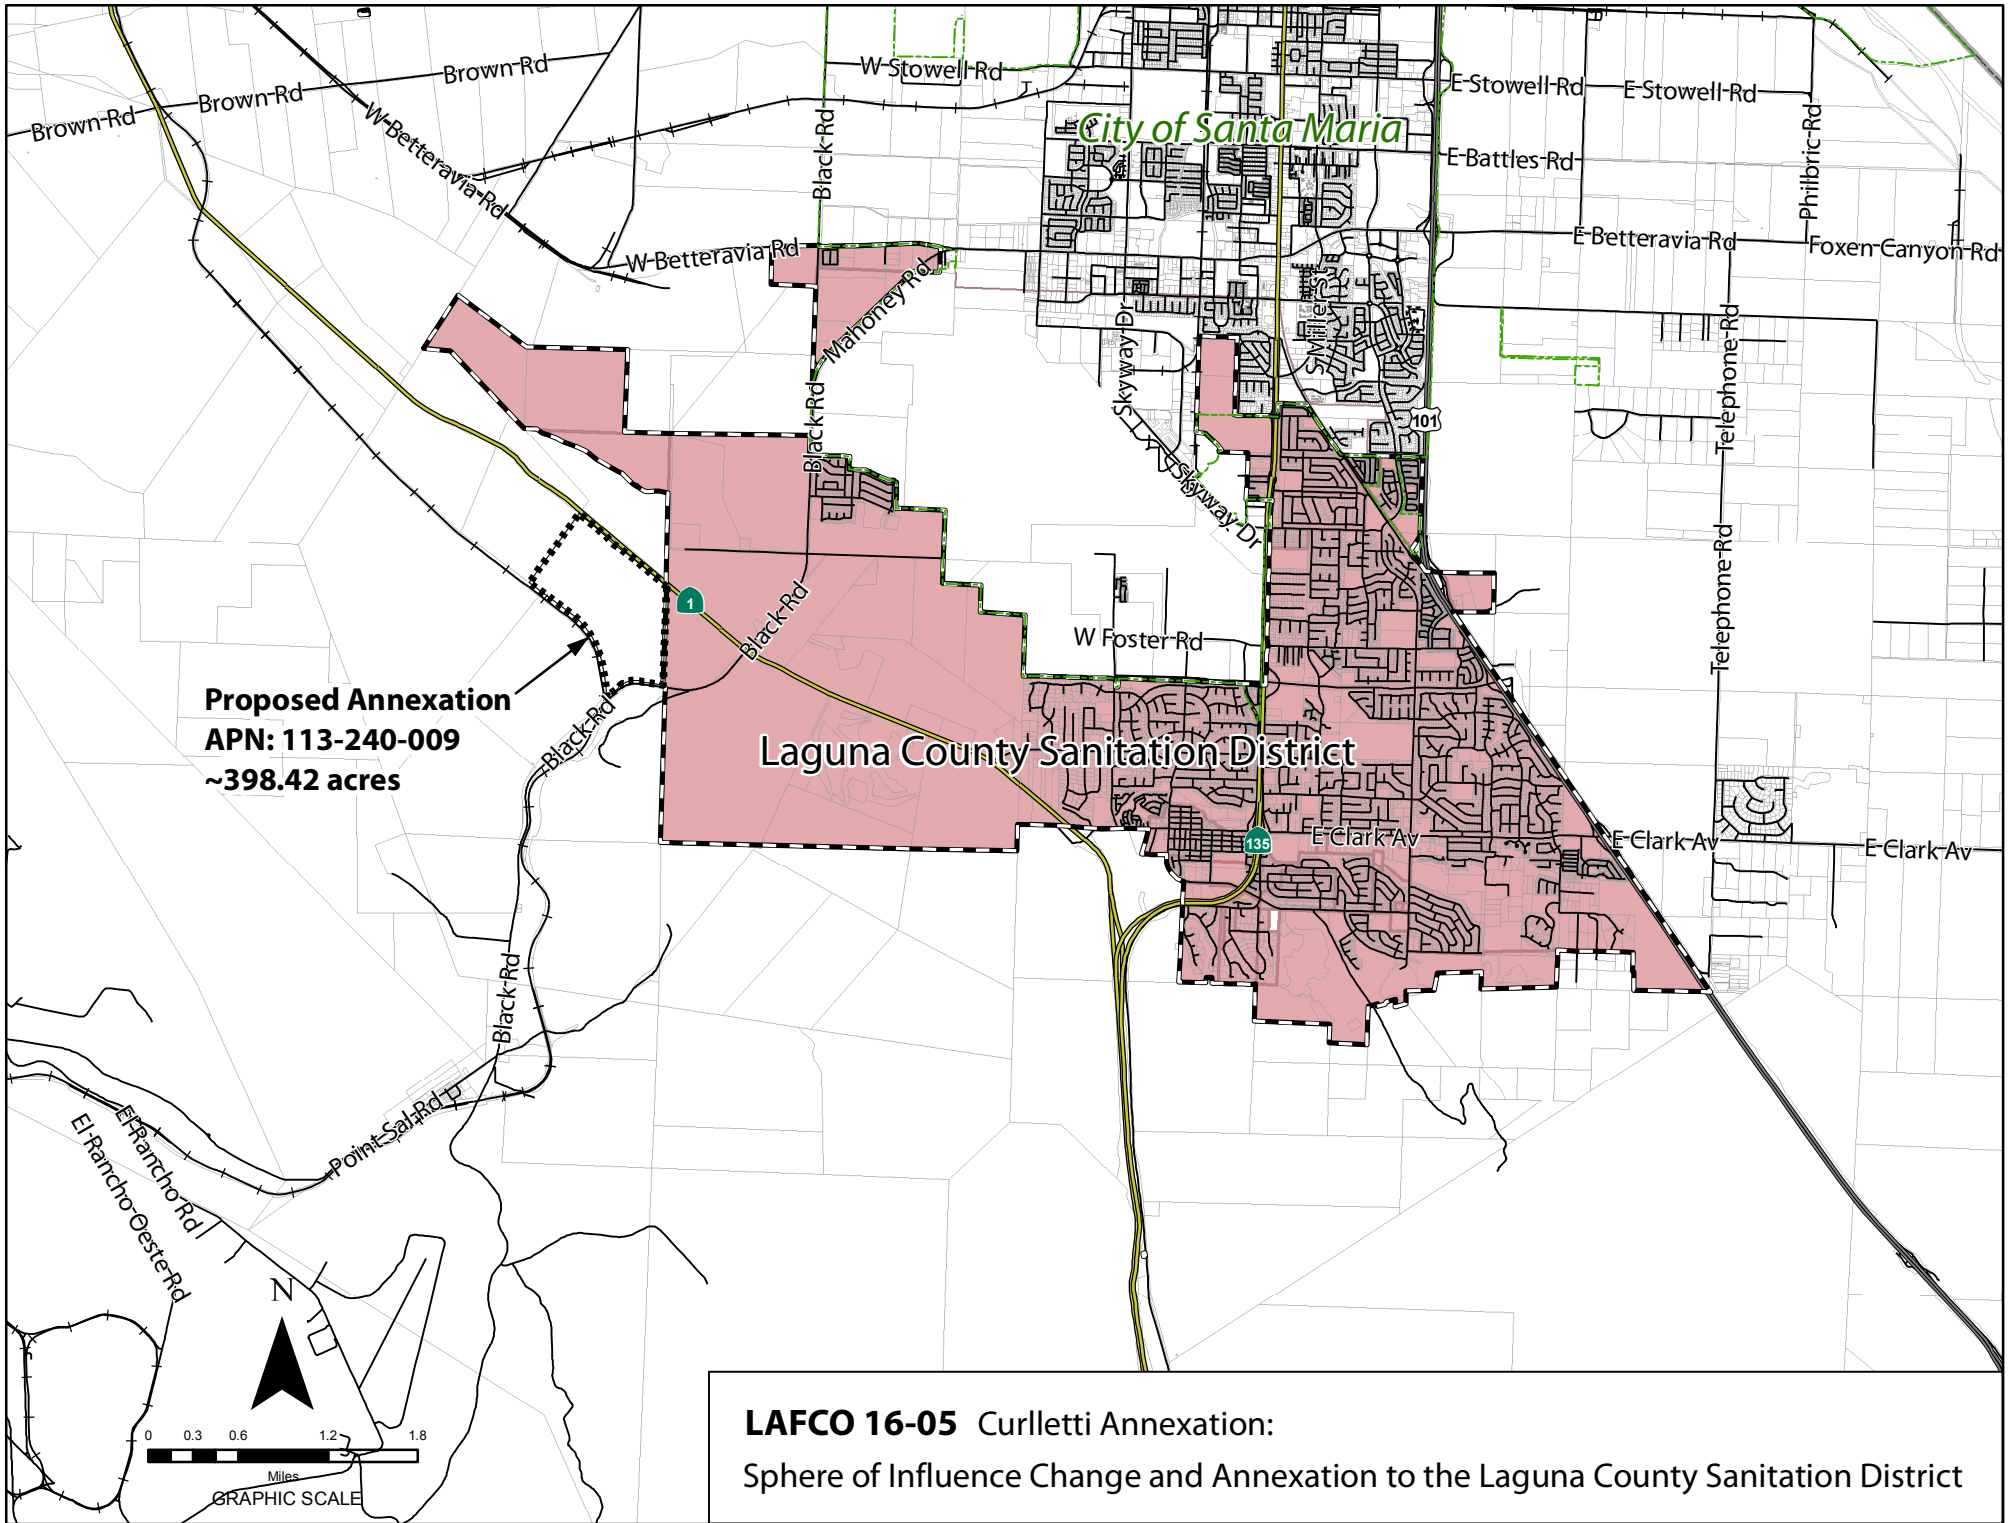 Brown Rd
Brown Rd
Brown Rd
W Betteravia Rd
W Stowell Rd
E Stowell Rd
E Stowell Rd
City of Santa Maria
Black Rd
E Battles Rd
Philbric Rd
W Betteravia Rd
E Betteravia Rd
Foxen Canyon Rd
Mahoney Rd
Skyway Dr
S Miller St
Telephone Rd
Black Rd
101
Skyway Dr
Telephone Rd
1
Black Rd
W Foster Rd
Proposed Annexation
APN: 113-240-009
~398.42 acres
Black Rd
Laguna County Sanitation District
135
E Clark Av
E Clark Av
E Clark Av
Black Rd
Point Sal Rd
El Rancho Rd
El Rancho Oeste Rd
N
0 0.3 0.6 1.2 1.8
Miles
GRAPHIC SCALE
LAFCO 16-05 Curlletti Annexation:
Sphere of Influence Change and Annexation to the Laguna County Sanitation District